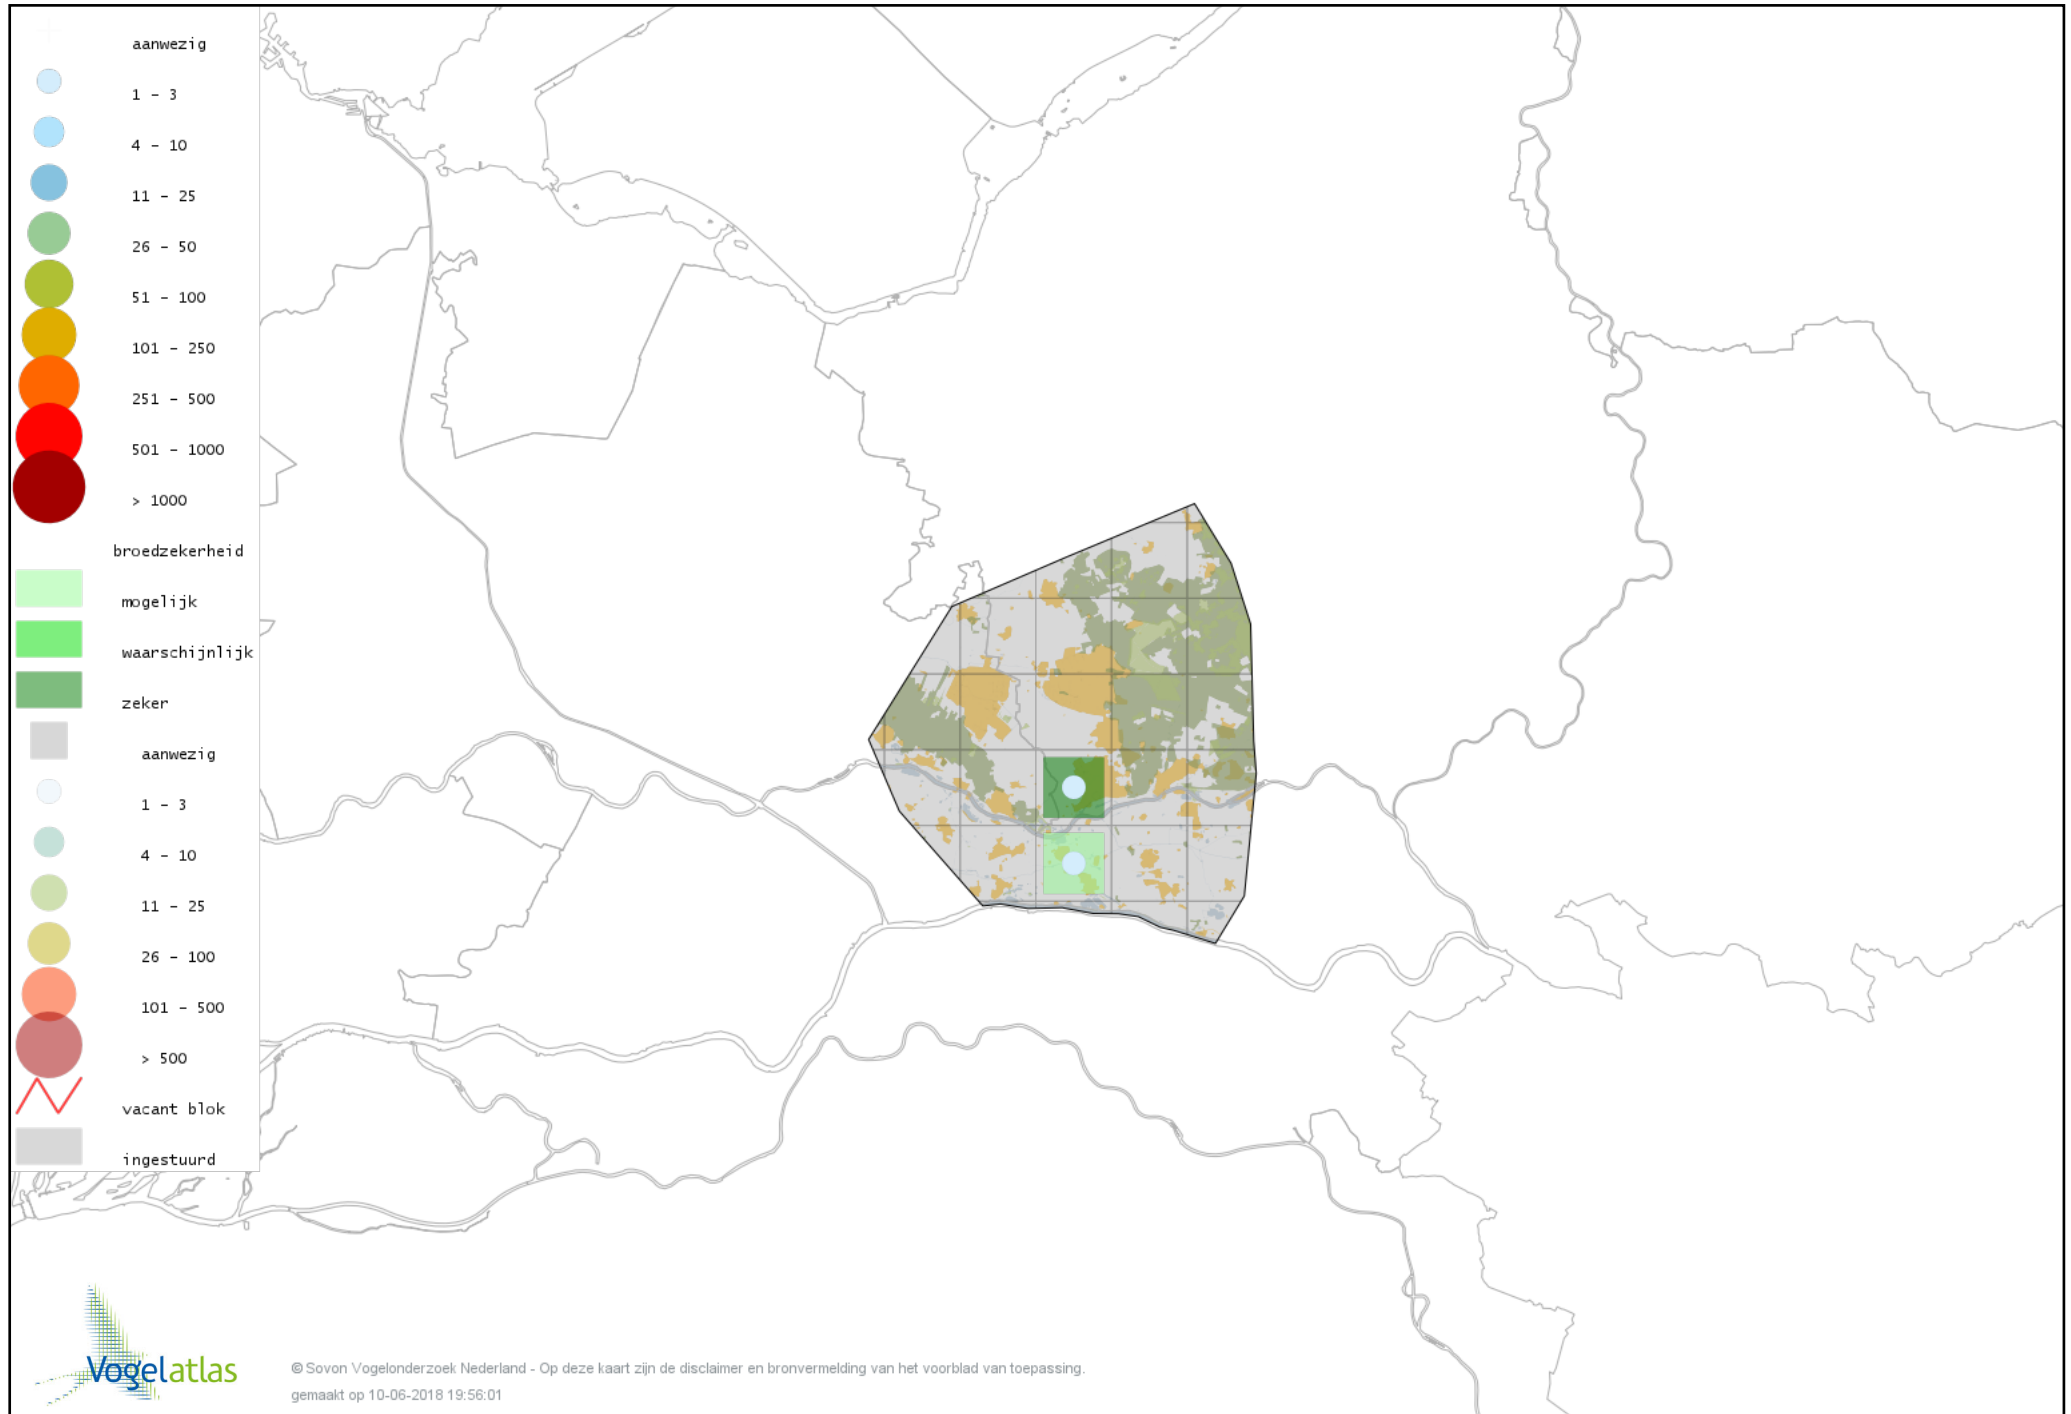 aanwezig
1 - 3
4 - 10
11 - 25
26 - 50
51 - 100
101 - 250
251 - 500
501 - 1000
> 1000
broedzekerheid
mogelijk
waarschijnlijk
zeker
aanwezig
1 - 3
4 - 10
11 - 25
26 - 100
101 - 500
> 500
vacant blok
ingestuurd
Vogelatlas
© Sovon Vogelonderzoek Nederland - Op deze kaart zijn de disclaimer en bronvermelding van het voorblad van toepassing.
gemaakt op 10-06-2018 19:56:01